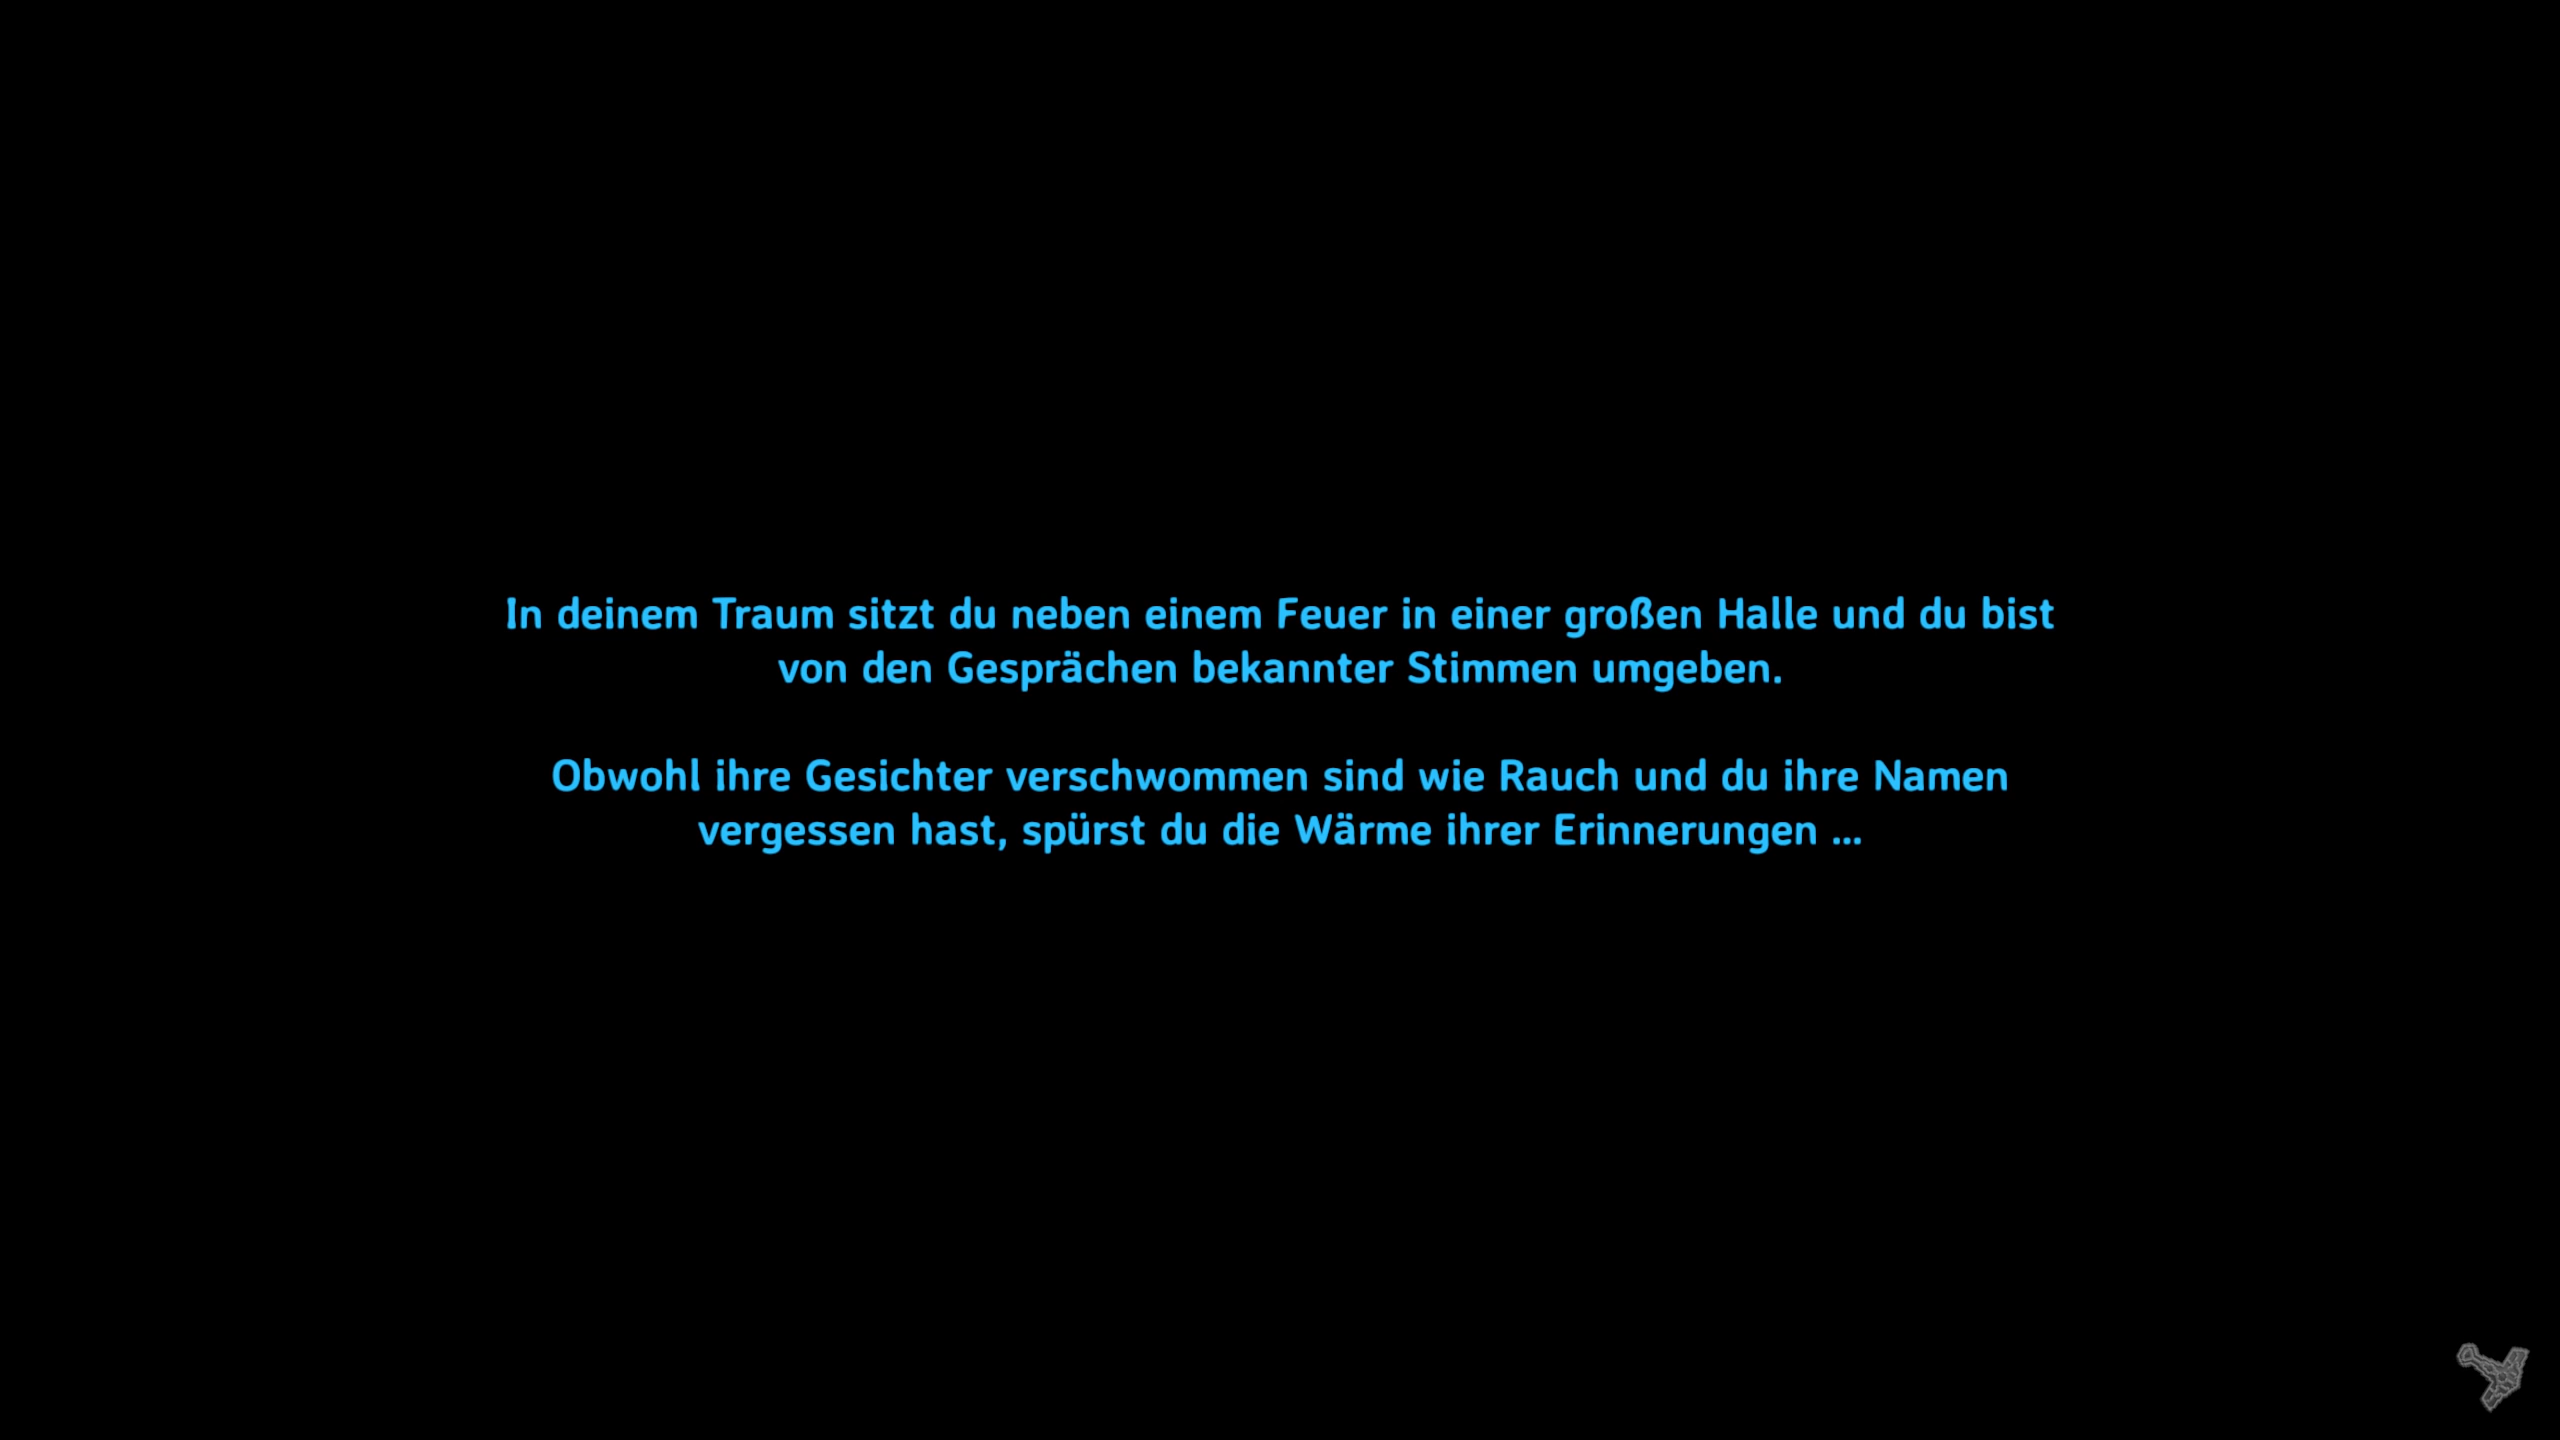 In deinem Traum sitzt du neben einem Feuer in einer großen Halle und du bist
von den Gesprächen bekannter Stimmen umgeben.
Obwohl ihre Gesichter verschwommen sind wie Rauch und du ihre Namen
vergessen hast, spürst du die Wärme ihrer Erinnerungen ...